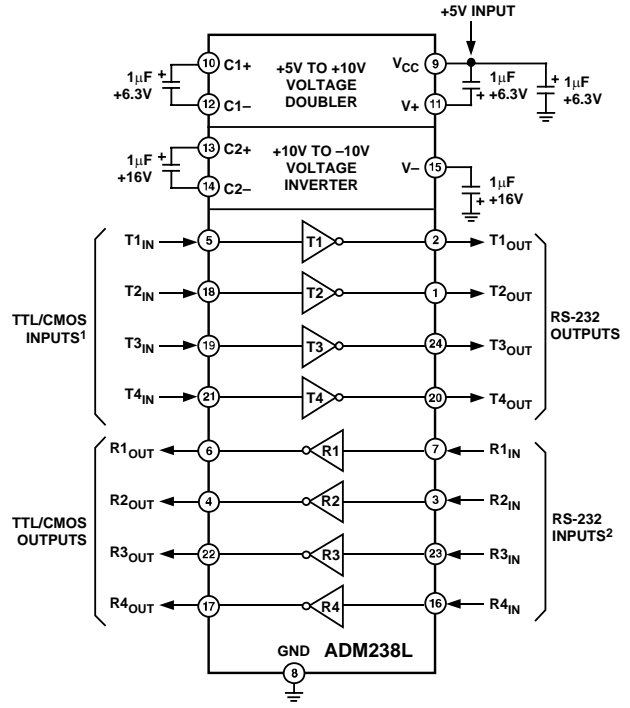 +5V INPUT
10 C1+ +5V TO +10V VOLTAGE DOUBLER VCC 9
1μF +6.3V +
12 C1– V+ 11
+ 1μF +6.3V
+ 1μF +6.3V
13 C2+ +10V TO –10V VOLTAGE INVERTER V– 15
1μF +16V +
14 C2–
1μF + +16V
T1IN 5 T1 2 T1OUT
T2IN 18 T2 1 T2OUT
TTL/CMOS INPUTS1
RS-232 OUTPUTS
T3IN 19 T3 24 T3OUT
T4IN 21 T4 20 T4OUT
R1OUT 6 R1 7 R1IN
R2OUT 4 R2 3 R2IN
TTL/CMOS OUTPUTS
RS-232 INPUTS2
R3OUT 22 R3 23 R3IN
R4OUT 17 R4 16 R4IN
GND ADM238L
8